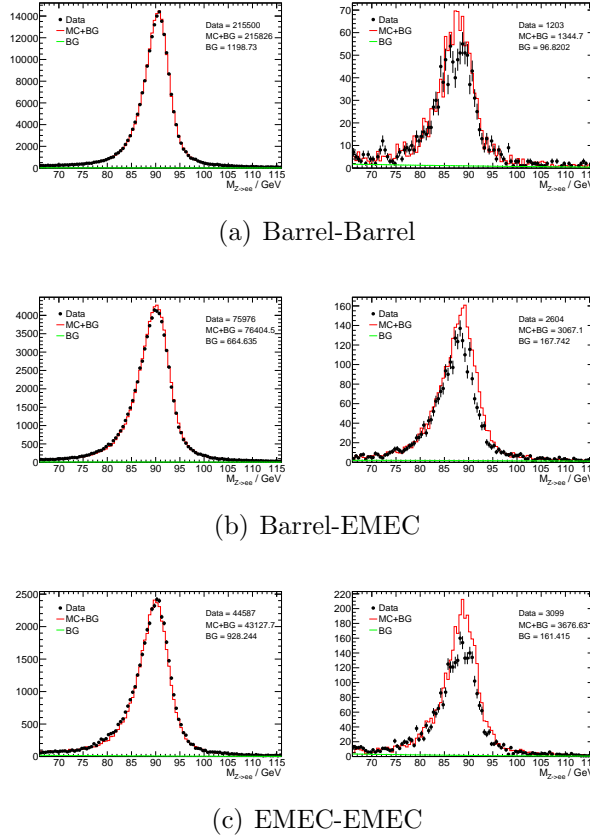 Data
MC+BG
BG
Data = 215500
MC+BG = 215826
BG = 1198.73
14000
12000
10000
8000
6000
4000
2000
0
70 75 80 85 90 95 100 105 110 115
M Z->ee / GeV
Data
MC+BG
BG
Data = 1203
MC+BG = 1344.7
BG = 96.8202
70
60
50
40
30
20
10
0
70 75 80 85 90 95 100 105 110 115
M Z->ee / GeV
(a) Barrel-Barrel
Data
MC+BG
BG
Data = 75976
MC+BG = 76404.5
BG = 664.635
4000
3500
3000
2500
2000
1500
1000
500
0
70 75 80 85 90 95 100 105 110 115
M Z->ee / GeV
Data
MC+BG
BG
Data = 2604
MC+BG = 3067.1
BG = 167.742
160
140
120
100
80
60
40
20
0
70 75 80 85 90 95 100 105 110 115
M Z->ee / GeV
(b) Barrel-EMEC
Data
MC+BG
BG
Data = 44587
MC+BG = 43127.7
BG = 928.244
2500
2000
1500
1000
500
0
70 75 80 85 90 95 100 105 110 115
M Z->ee / GeV
Data
MC+BG
BG
Data = 3099
MC+BG = 3676.63
BG = 161.415
220
200
180
160
140
120
100
80
60
40
20
0
70 75 80 85 90 95 100 105 110 115
M Z->ee / GeV
(c) EMEC-EMEC